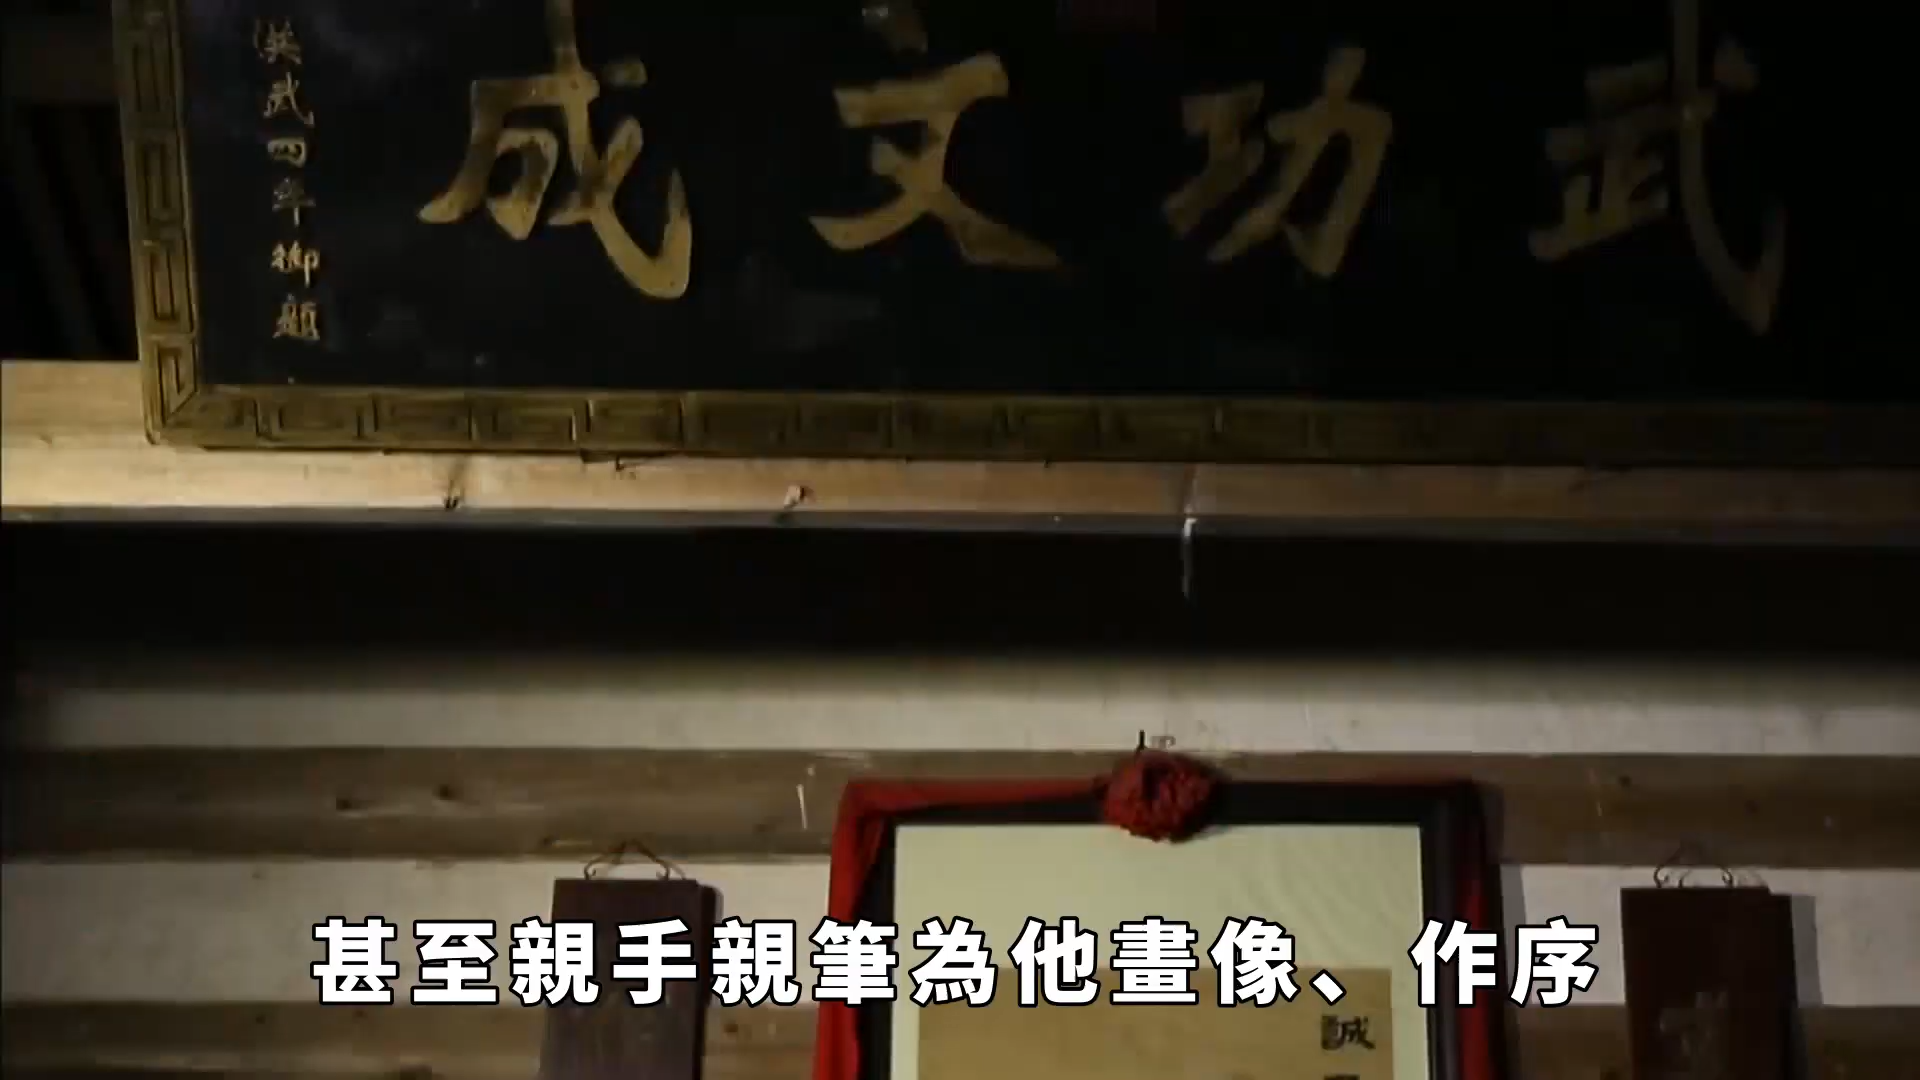 武功文成
洪武四年御題
誠
甚至親手親筆為他畫像、作序